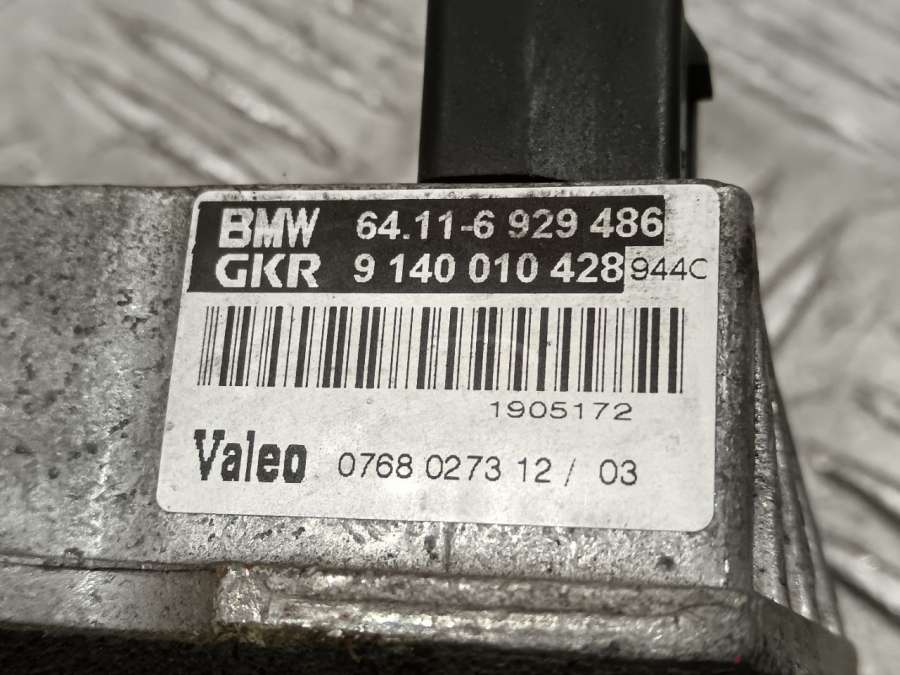 BMW 64.11-6 929 486
GKR 9 140 010 428 944C
1905172
Valeo 0768 0273 12 / 03